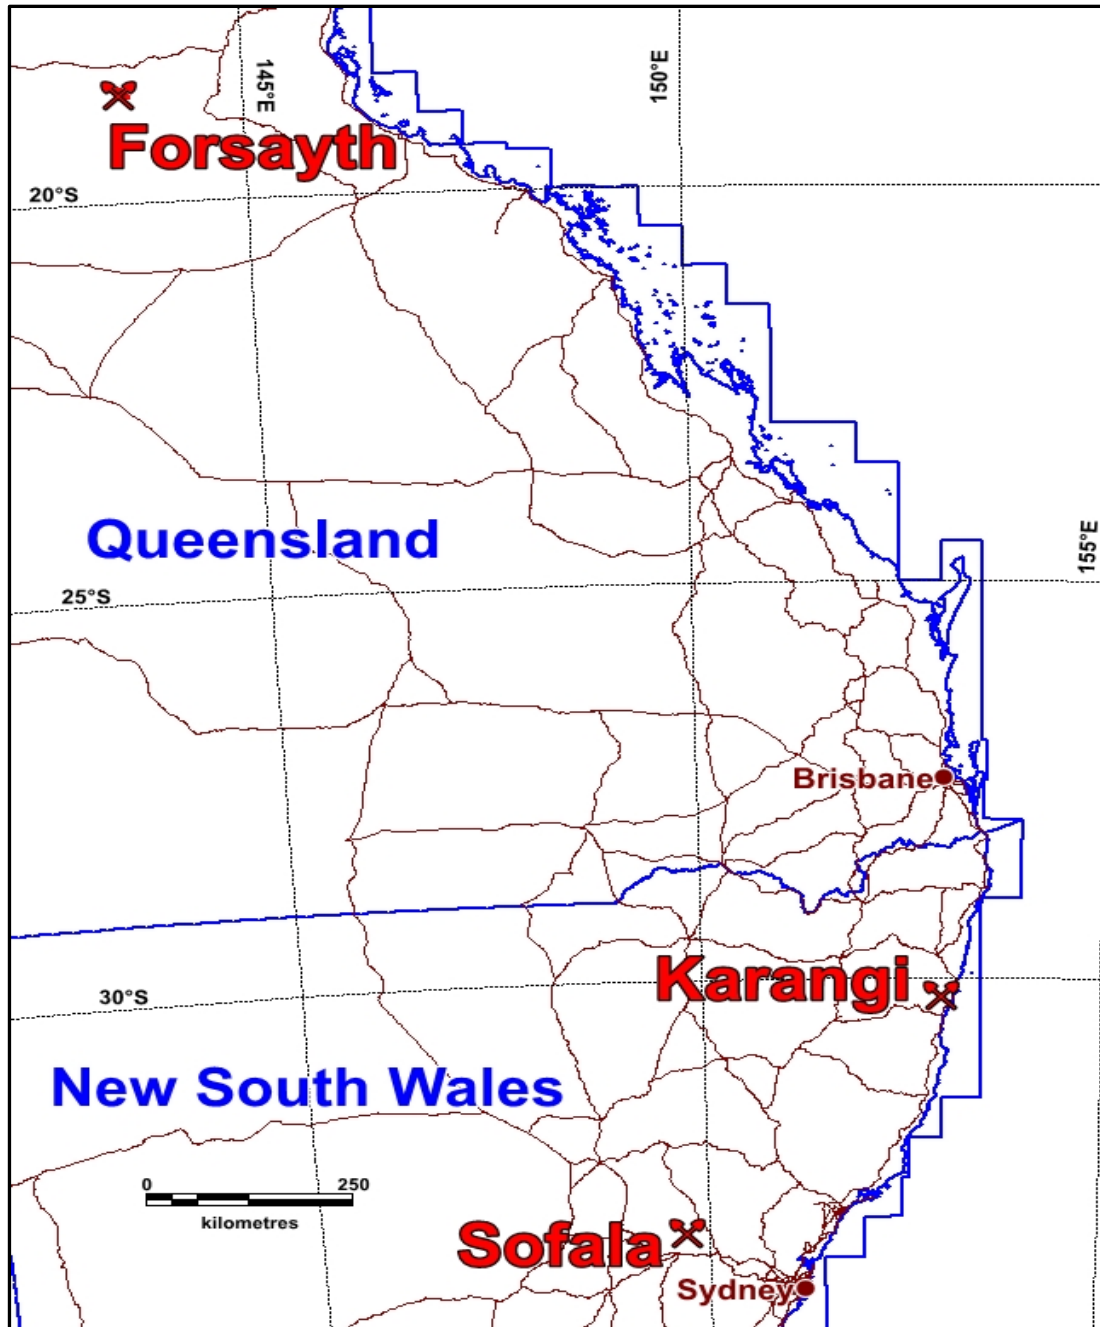 145°E
150°E
Forsayth
20°S
Queensland
155°E
25°S
Brisbane
Karangi
30°S
New South Wales
0 250
kilometres
Sofala
Sydney